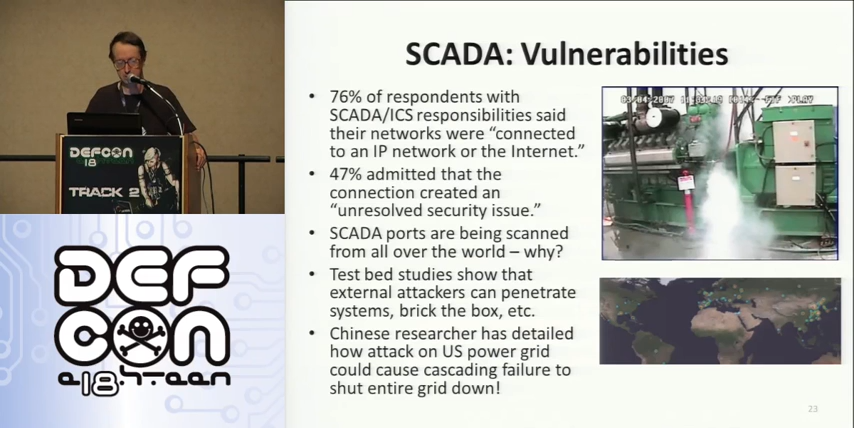 DEFCON
18
TRACK 2
DEF
CON
SCADA: Vulnerabilities
• 76% of respondents with
SCADA/ICS responsibilities said
their networks were “connected
to an IP network or the Internet.”
• 47% admitted that the
connection created an
“unresolved security issue.”
• SCADA ports are being scanned
from all over the world – why?
• Test bed studies show that
external attackers can penetrate
systems, brick the box, etc.
• Chinese researcher has detailed
how attack on US power grid
could cause cascading failure to
shut entire grid down!
23